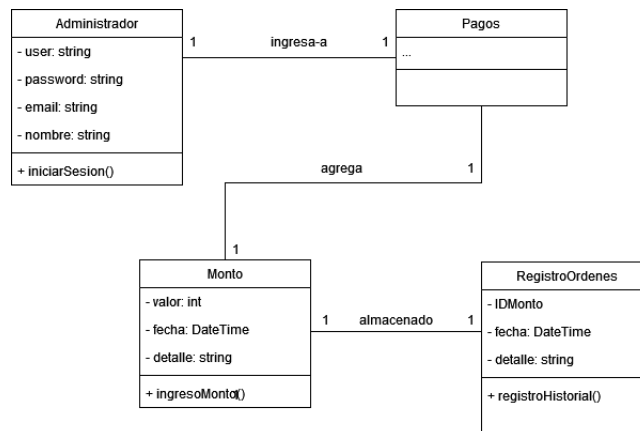 Administrador
- user: string
- password: string
- email: string
- nombre: string
+ iniciarSesion()
1
ingresa-a
1
Pagos
...
agrega
1
1
Monto
- valor: int
- fecha: DateTime
- detalle: string
+ ingresoMonto()
1
almacenado
1
RegistroOrdenes
- IDMonto
- fecha: DateTime
- detalle: string
+ registroHistorial()